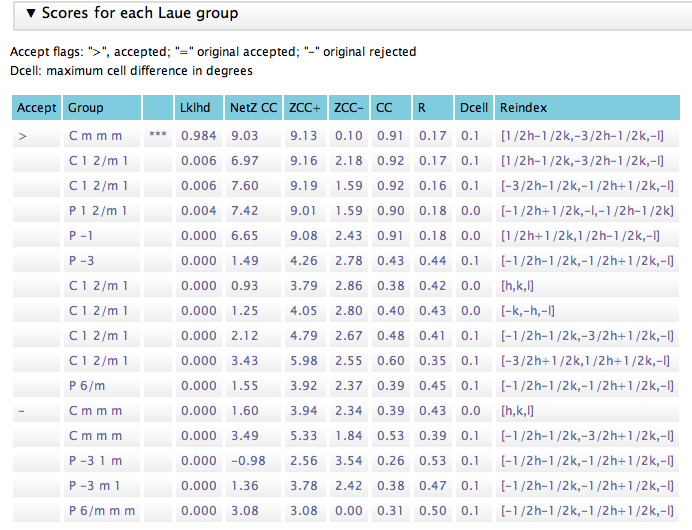 ▼ Scores for each Laue group
Accept flags: ">", accepted; "=" original accepted; "-" original rejected
Dcell: maximum cell difference in degrees
Accept Group Lklhd NetZ CC ZCC+ ZCC- CC R Dcell Reindex
> C m m m *** 0.984 9.03 9.13 0.10 0.91 0.17 0.1 [1/2h-1/2k,-3/2h-1/2k,-l]
C 1 2/m 1 0.006 6.97 9.16 2.18 0.92 0.17 0.1 [1/2h-1/2k,-3/2h-1/2k,-l]
C 1 2/m 1 0.006 7.60 9.19 1.59 0.92 0.16 0.1 [-3/2h-1/2k,-1/2h+1/2k,-l]
P 1 2/m 1 0.004 7.42 9.01 1.59 0.90 0.18 0.0 [-1/2h+1/2k,-l,-1/2h-1/2k]
P -1 0.000 6.65 9.08 2.43 0.91 0.18 0.0 [1/2h+1/2k,1/2h-1/2k,-l]
P -3 0.000 1.49 4.26 2.78 0.43 0.44 0.1 [-1/2h-1/2k,-1/2h+1/2k,-l]
C 1 2/m 1 0.000 0.93 3.79 2.86 0.38 0.42 0.0 [h,k,l]
C 1 2/m 1 0.000 1.25 4.05 2.80 0.40 0.43 0.0 [-k,-h,-l]
C 1 2/m 1 0.000 2.12 4.79 2.67 0.48 0.41 0.1 [-1/2h-1/2k,-3/2h+1/2k,-l]
C 1 2/m 1 0.000 3.43 5.98 2.55 0.60 0.35 0.1 [-3/2h+1/2k,1/2h+1/2k,-l]
P 6/m 0.000 1.55 3.92 2.37 0.39 0.45 0.1 [-1/2h-1/2k,-1/2h+1/2k,-l]
- C m m m 0.000 1.60 3.94 2.34 0.39 0.43 0.0 [h,k,l]
C m m m 0.000 3.49 5.33 1.84 0.53 0.39 0.1 [-1/2h-1/2k,-3/2h+1/2k,-l]
P -3 1 m 0.000 -0.98 2.56 3.54 0.26 0.53 0.1 [-1/2h-1/2k,-1/2h+1/2k,-l]
P -3 m 1 0.000 1.36 3.78 2.42 0.38 0.47 0.1 [-1/2h-1/2k,-1/2h+1/2k,-l]
P 6/m m m 0.000 3.08 3.08 0.00 0.31 0.50 0.1 [-1/2h-1/2k,-1/2h+1/2k,-l]